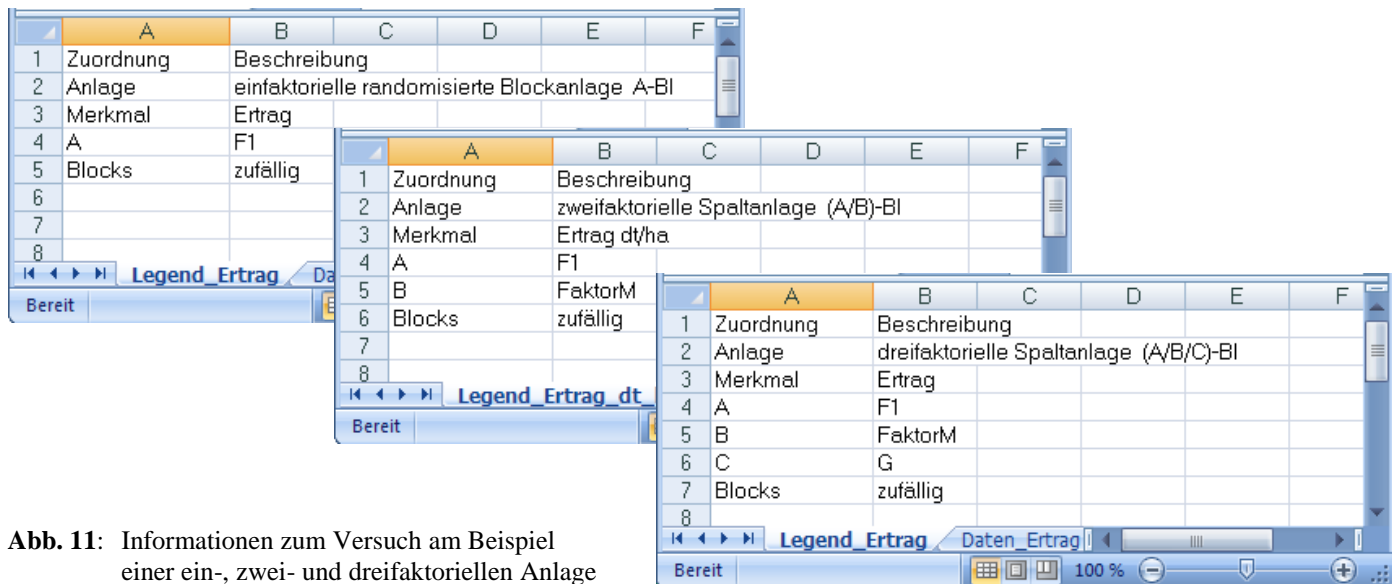 A B C D E F
1 Zuordnung Beschreibung
2 Anlage einfaktorielle randomisierte Blockanlage A-Bl
3 Merkmal Ertrag
4 A F1
5 Blocks zufällig
6
7
8
Legend_Ertrag Da
Bereit
A B C D E F
1 Zuordnung Beschreibung
2 Anlage zweifaktorielle Spaltanlage (A/B)-Bl
3 Merkmal Ertrag dt/ha
4 A F1
5 B FaktorM
6 Blocks zufällig
7
8
Legend_Ertrag_dt_
Bereit
A B C D E F
1 Zuordnung Beschreibung
2 Anlage dreifaktorielle Spaltanlage (A/B/C)-Bl
3 Merkmal Ertrag
4 A F1
5 B FaktorM
6 C G
7 Blocks zufällig
8
Legend_Ertrag Daten_Ertrag
Bereit 100 %
Abb. 11: Informationen zum Versuch am Beispiel
einer ein-, zwei- und dreifaktoriellen Anlage